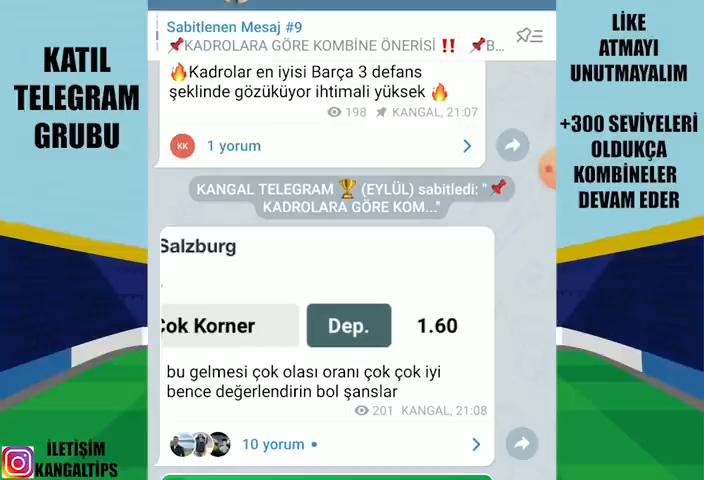 KATIL
TELEGRAM
GRUBU
Sabitlenen Mesaj #9
📌KADROLARA GÖRE KOMBİNE ÖNERİSİ ‼️ 📌B...
🔥Kadrolar en iyisi Barça 3 defans
şeklinde gözüküyor ihtimali yüksek 🔥
198 KANGAL, 21:07
KK
1 yorum
KANGAL TELEGRAM 🏆 (EYLÜL) sabitledi: "📌
KADROLARA GÖRE KOM..."
Salzburg
Çok Korner
Dep.
1.60
bu gelmesi çok olası oranı çok çok iyi
bence değerlendirin bol şanslar
201 KANGAL, 21:08
10 yorum
LİKE
ATMAYI
UNUTMAYALIM
+300 SEVİYELERİ
OLDUKÇA
KOMBİNELER
DEVAM EDER
İLETİŞİM
KANGALTİPS